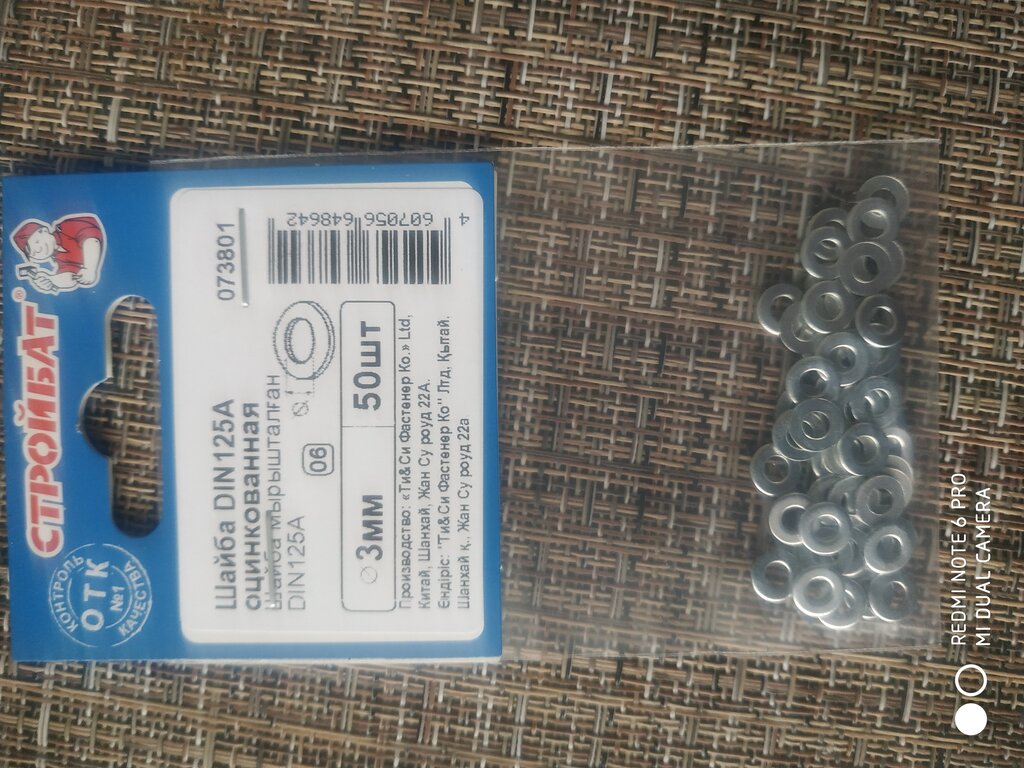 СТРОЙБАТ®
КОНТРОЛЬ
ОТК
№1
КАЧЕСТВА
Шайба DIN125A
оцинкованная
Шайба мырышталған
DIN125A
073801
06
∅ 3мм
50шт
Производство: «Ти&Си Фастенер Ко.» Ltd,
Китай, Шанхай, Жан Су роуд 22А.
Өндіріс: "Ти&Си Фастенер Ко" Лтд, Қытай.
Шанхай қ., Жан Су роуд 22а
4 607056 648642
REDMI NOTE 6 PRO
MI DUAL CAMERA